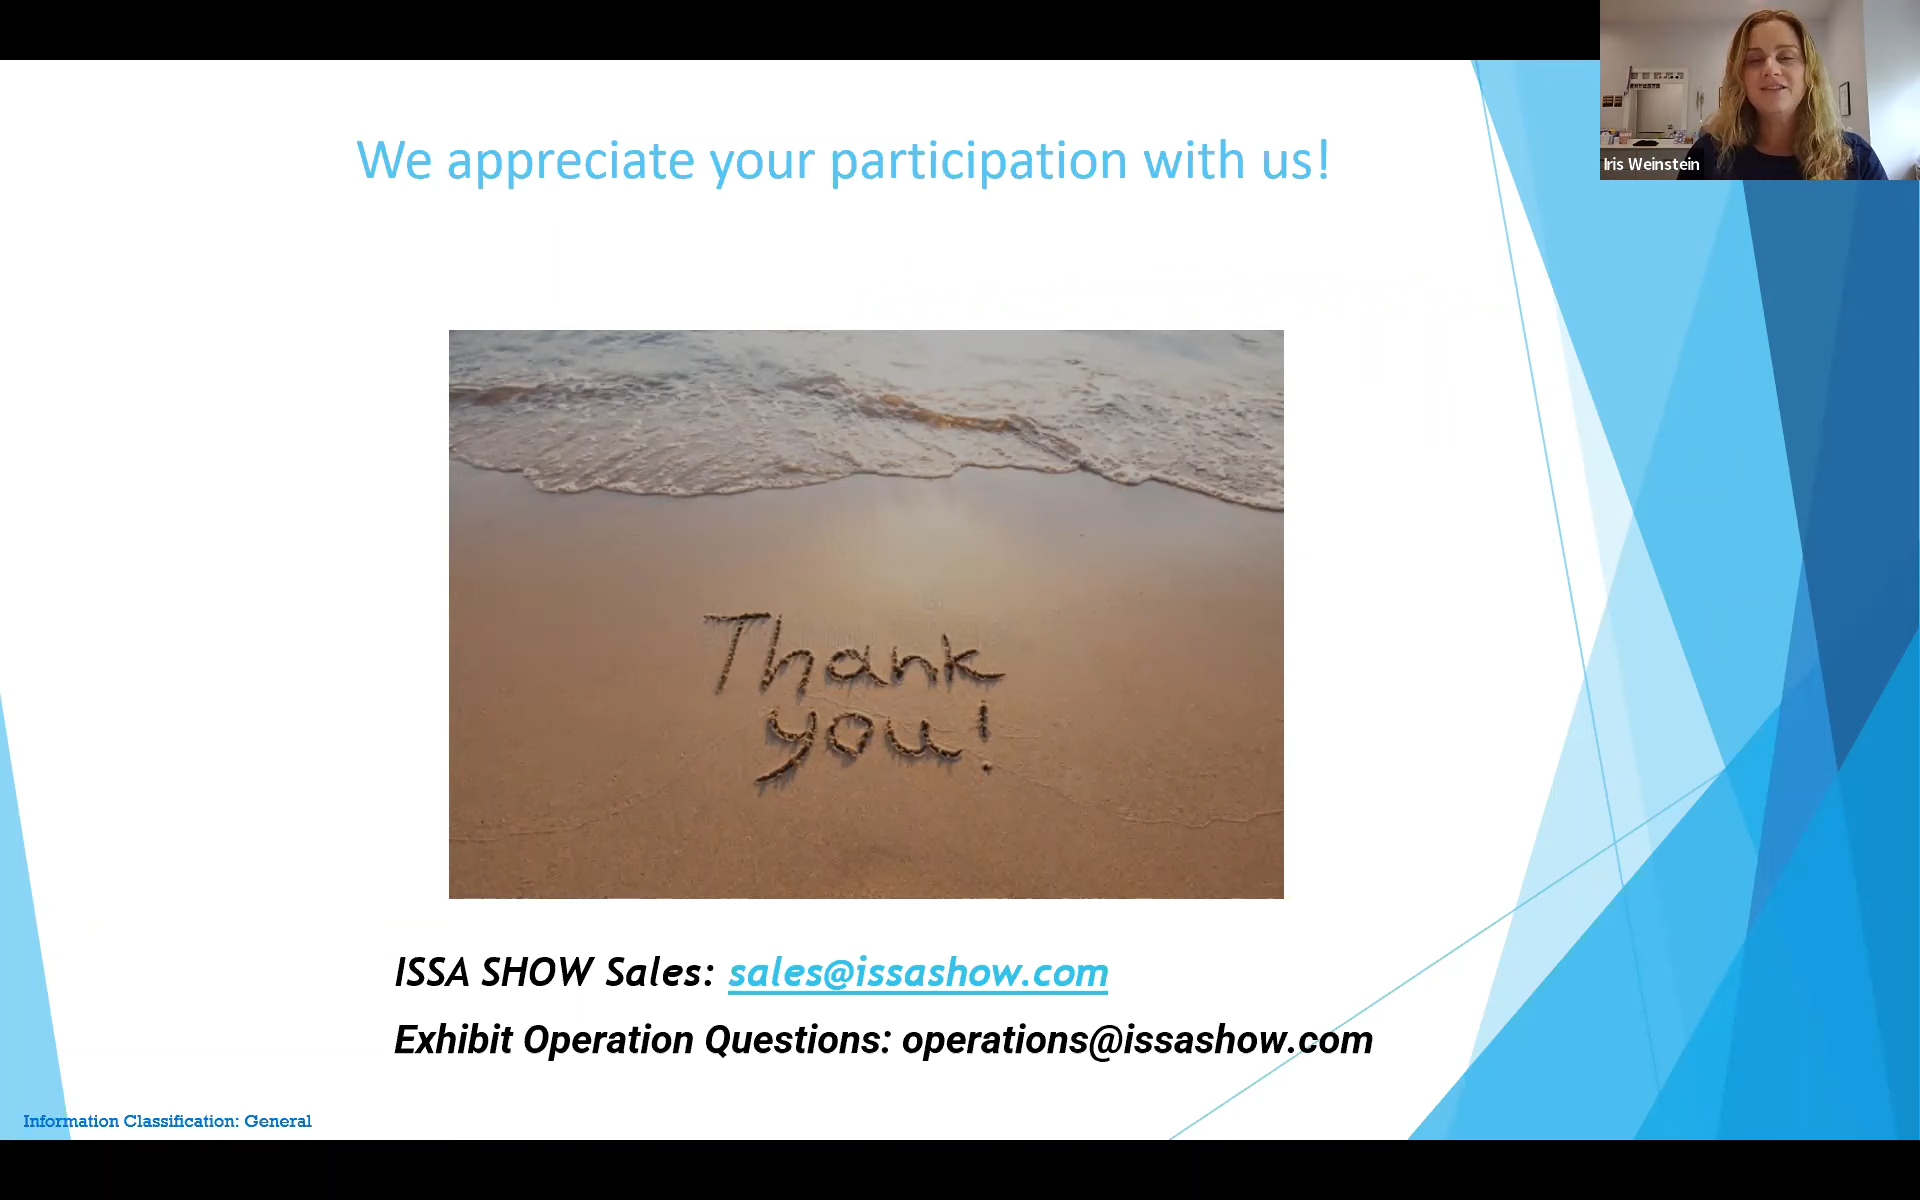 We appreciate your participation with us!
Iris Weinstein
Thank
you!
ISSA SHOW Sales: sales@issashow.com
Exhibit Operation Questions: operations@issashow.com
Information Classification: General